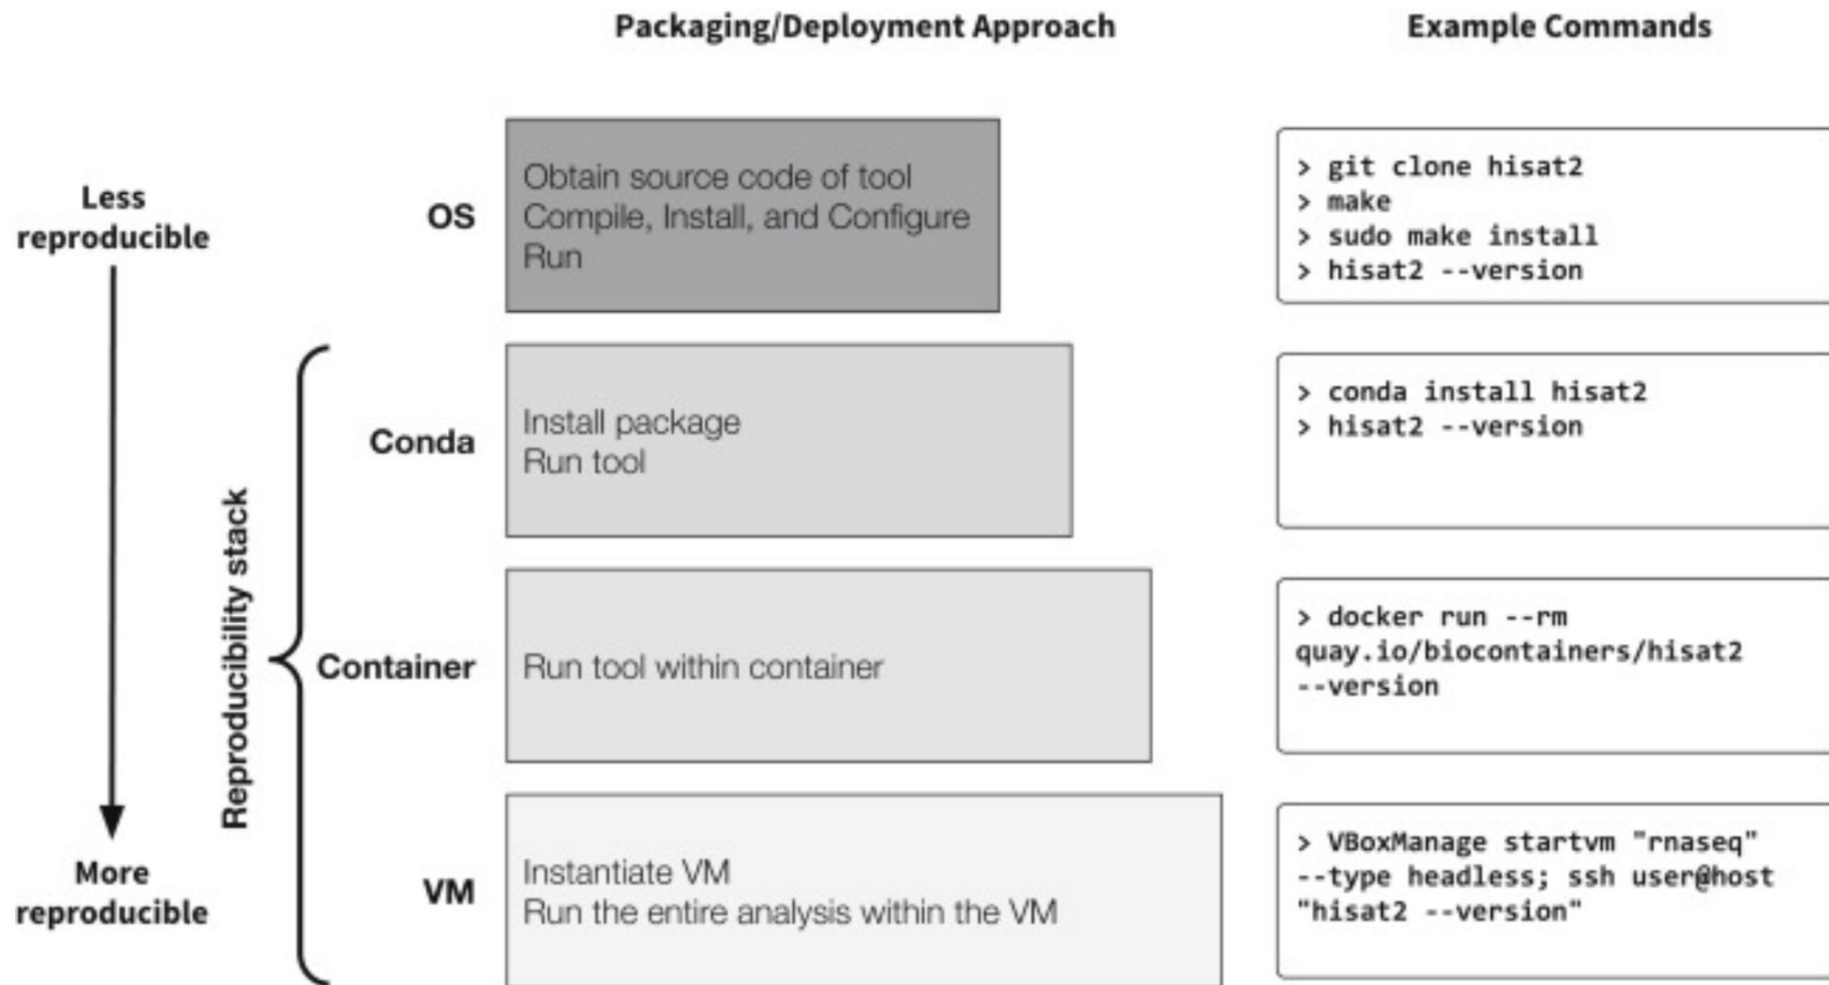 Packaging/Deployment Approach
Example Commands
Less
reproducible
OS
Obtain source code of tool
Compile, Install, and Configure
Run
> git clone hisat2
> make
> sudo make install
> hisat2 --version
Reproducibility stack
Conda
Install package
Run tool
> conda install hisat2
> hisat2 --version
Container
Run tool within container
> docker run --rm
quay.io/biocontainers/hisat2
--version
More
reproducible
VM
Instantiate VM
Run the entire analysis within the VM
> VBoxManage startvm "rnaseq"
--type headless; ssh user@host
"hisat2 --version"